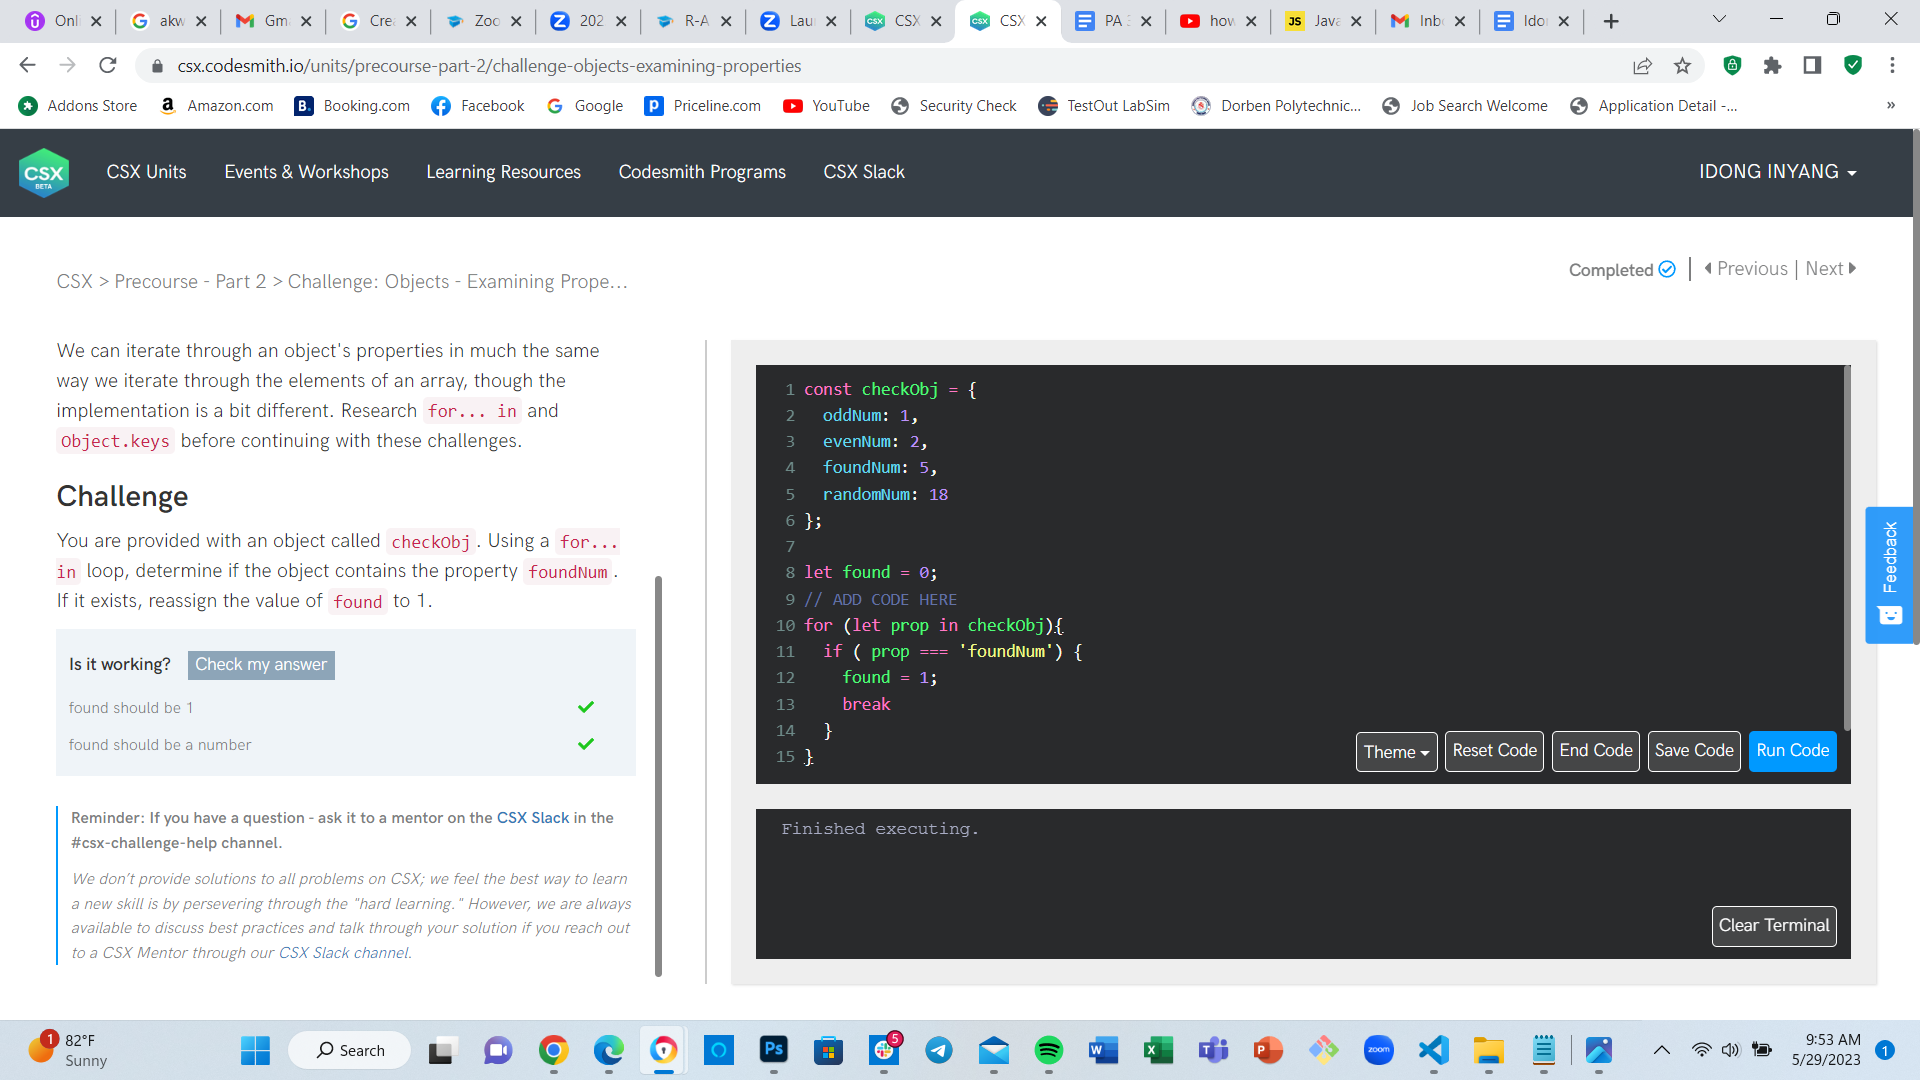 Onli
akw
Gma
Crea
Zoo
202
R-A
Lau
CSX
CSX
PA 3
how
JS Java
Inbo
Idon
csx.codesmith.io/units/precourse-part-2/challenge-objects-examining-properties
Addons Store
Amazon.com
Booking.com
Facebook
Google
Priceline.com
YouTube
Security Check
TestOut LabSim
Dorben Polytechnic...
Job Search Welcome
Application Detail -...
»
CSX BETA
CSX Units
Events & Workshops
Learning Resources
Codesmith Programs
CSX Slack
IDONG INYANG
CSX > Precourse - Part 2 > Challenge: Objects - Examining Prope...
Completed
Previous | Next
We can iterate through an object's properties in much the same
way we iterate through the elements of an array, though the
implementation is a bit different. Research for... in and
Object.keys before continuing with these challenges.
Challenge
You are provided with an object called checkObj. Using a for...
in loop, determine if the object contains the property foundNum.
If it exists, reassign the value of found to 1.
Is it working? Check my answer
found should be 1
found should be a number
Reminder: If you have a question - ask it to a mentor on the CSX Slack in the
#csx-challenge-help channel.
We don't provide solutions to all problems on CSX; we feel the best way to learn
a new skill is by persevering through the "hard learning." However, we are always
available to discuss best practices and talk through your solution if you reach out
to a CSX Mentor through our CSX Slack channel.
1 const checkObj = {
2 oddNum: 1,
3 evenNum: 2,
4 foundNum: 5,
5 randomNum: 18
6 };
7
8 let found = 0;
9 // ADD CODE HERE
10 for (let prop in checkObj){
11 if ( prop === 'foundNum') {
12 found = 1;
13 break
14 }
15 }
Theme
Reset Code
End Code
Save Code
Run Code
Finished executing.
Clear Terminal
Feedback
1
82°F
Sunny
Search
Ps
5
zoom
9:53 AM
5/29/2023
1